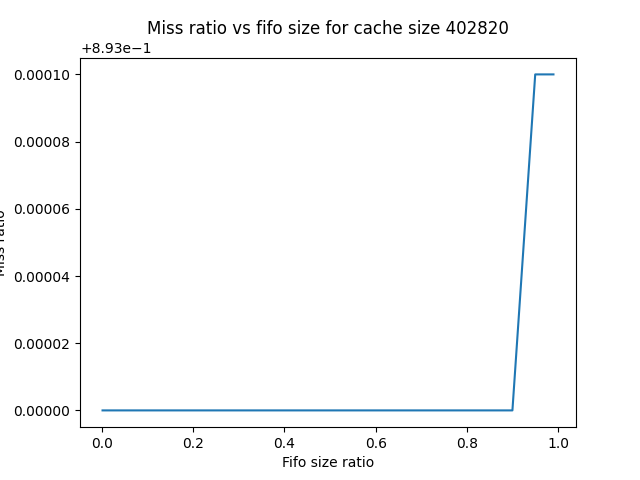 Miss ratio vs fifo size for cache size 402820
+8.93e−1
0.00010
0.00008
0.00006
0.00004
0.00002
0.00000
Miss ratio
0.0 0.2 0.4 0.6 0.8 1.0
Fifo size ratio